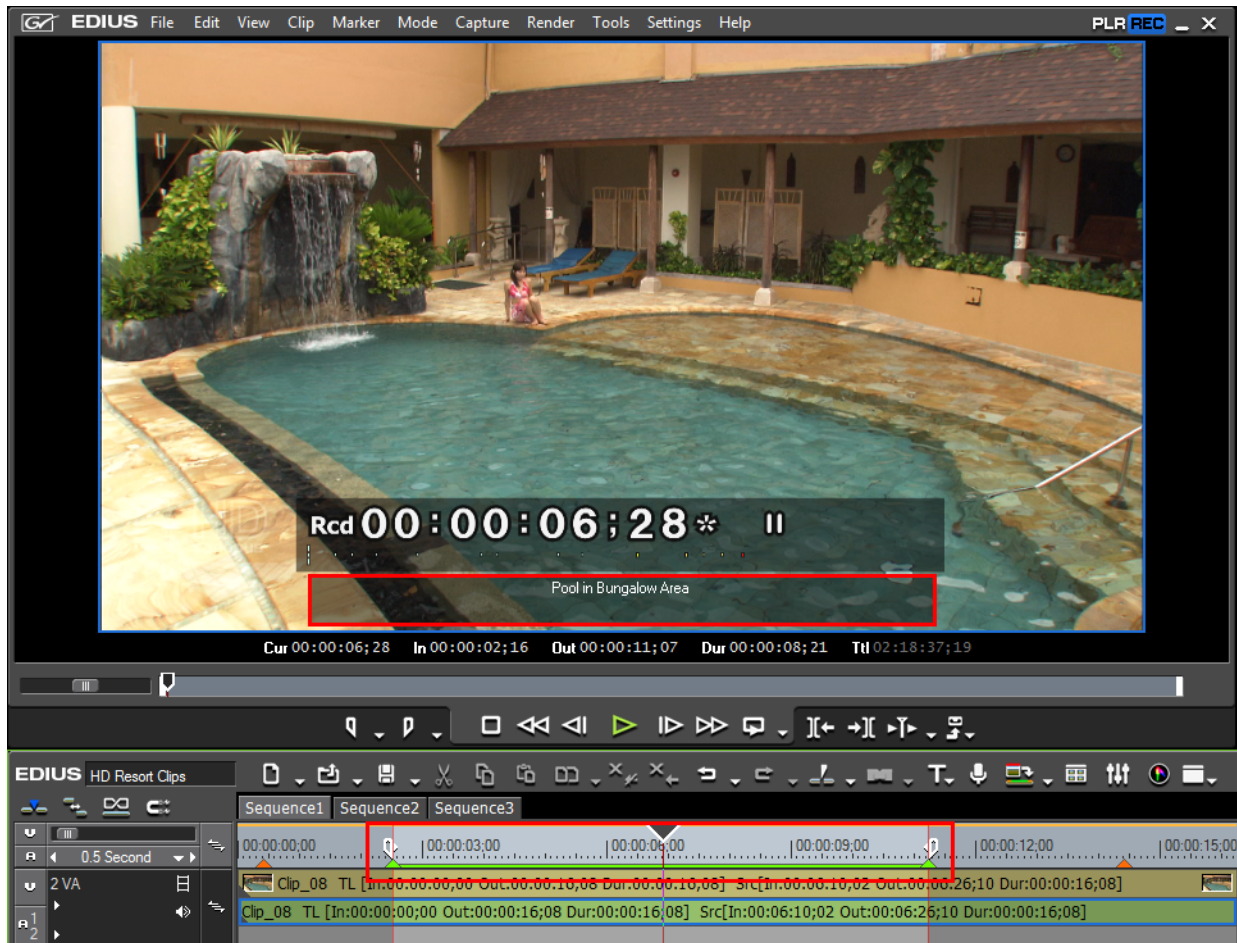 GV EDIUS File Edit View Clip Marker Mode Capture Render Tools Settings Help PLR REC
Rcd 00:00:06;28* II
Pool in Bungalow Area
Cur 00:00:06;28 In 00:00:02;16 Out 00:00:11;07 Dur 00:00:08;21 Ttl 02:18:37;19
EDIUS HD Resort Clips
Sequence1 Sequence2 Sequence3
0.5 Second 00:00:00;00 00:00:03;00 00:00:06;00 00:00:09;00 00:00:12;00 00:00:15;00
2 VA Clip_08 TL [In:00:00:00;00 Out:00:00:16;08 Dur:00:00:16;08] Src[In:00:06:10;02 Out:00:06:26;10 Dur:00:00:16;08]
1 Clip_08 TL [In:00:00:00;00 Out:00:00:16;08 Dur:00:00:16;08] Src[In:00:06:10;02 Out:00:06:26;10 Dur:00:00:16;08]
2